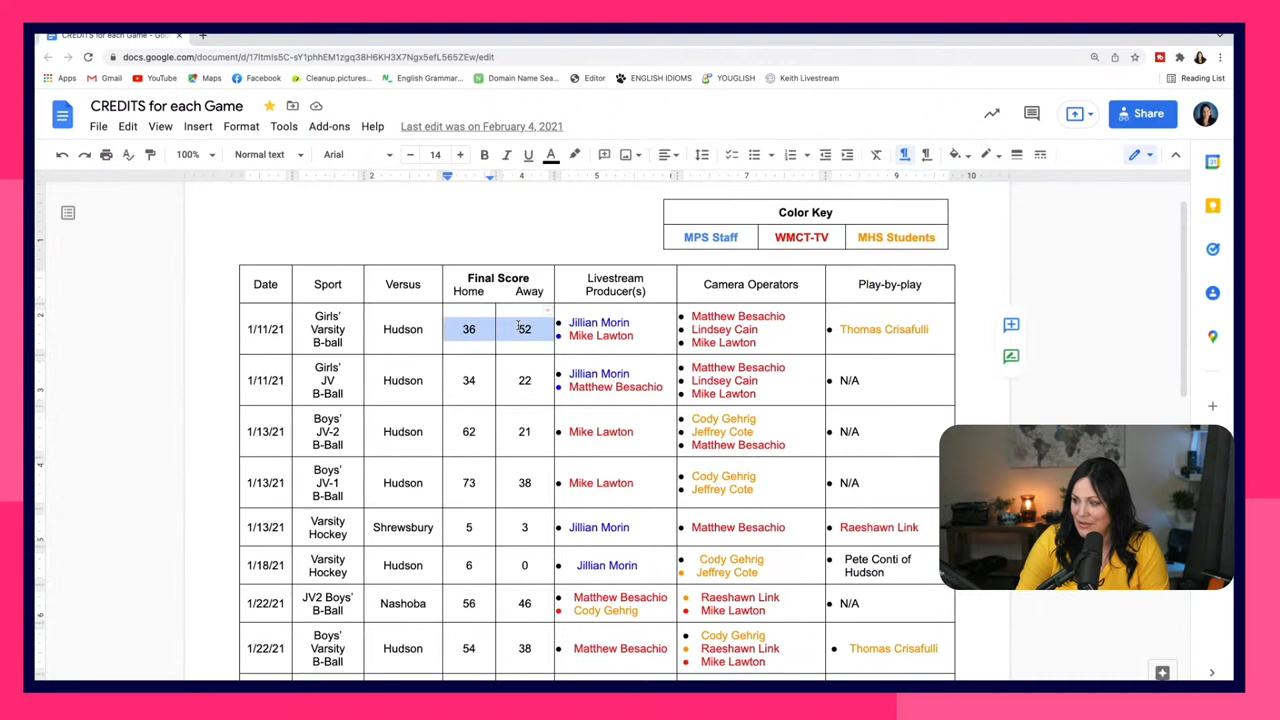 CREDITS for each Game - Goo
docs.google.com/document/d/17ltmIs5C-sY1phhEM1zgq38H6KH3X7Ngx5efL565ZEw/edit
Apps Gmail YouTube Maps Facebook Cleanup.pictures... English Grammar... Domain Name Sea... Editor ENGLISH IDIOMS YOUGLISH Keith Livestream Reading List
CREDITS for each Game
Share
File Edit View Insert Format Tools Add-ons Help Last edit was on February 4, 2021
100% Normal text Arial 14
2 4 5 6 7 8 9 10
Color Key
MPS Staff WMCT-TV MHS Students
Date Sport Versus Final Score Home Away Livestream Producer(s) Camera Operators Play-by-play
1/11/21 Girls' Varsity B-ball Hudson 36 52 Jillian Morin Mike Lawton Matthew Besachio Lindsey Cain Mike Lawton Thomas Crisafulli
1/11/21 Girls' JV B-Ball Hudson 34 22 Jillian Morin Matthew Besachio Matthew Besachio Lindsey Cain Mike Lawton N/A
1/13/21 Boys' JV-2 B-Ball Hudson 62 21 Mike Lawton Cody Gehrig Jeffrey Cote Matthew Besachio N/A
1/13/21 Boys' JV-1 B-Ball Hudson 73 38 Mike Lawton Cody Gehrig Jeffrey Cote N/A
1/13/21 Varsity Hockey Shrewsbury 5 3 Jillian Morin Matthew Besachio Raeshawn Link
1/18/21 Varsity Hockey Hudson 6 0 Jillian Morin Cody Gehrig Jeffrey Cote Pete Conti of Hudson
1/22/21 JV2 Boys' B-Ball Nashoba 56 46 Matthew Besachio Cody Gehrig Raeshawn Link Mike Lawton N/A
1/22/21 Boys' Varsity B-Ball Hudson 54 38 Matthew Besachio Cody Gehrig Raeshawn Link Mike Lawton Thomas Crisafulli